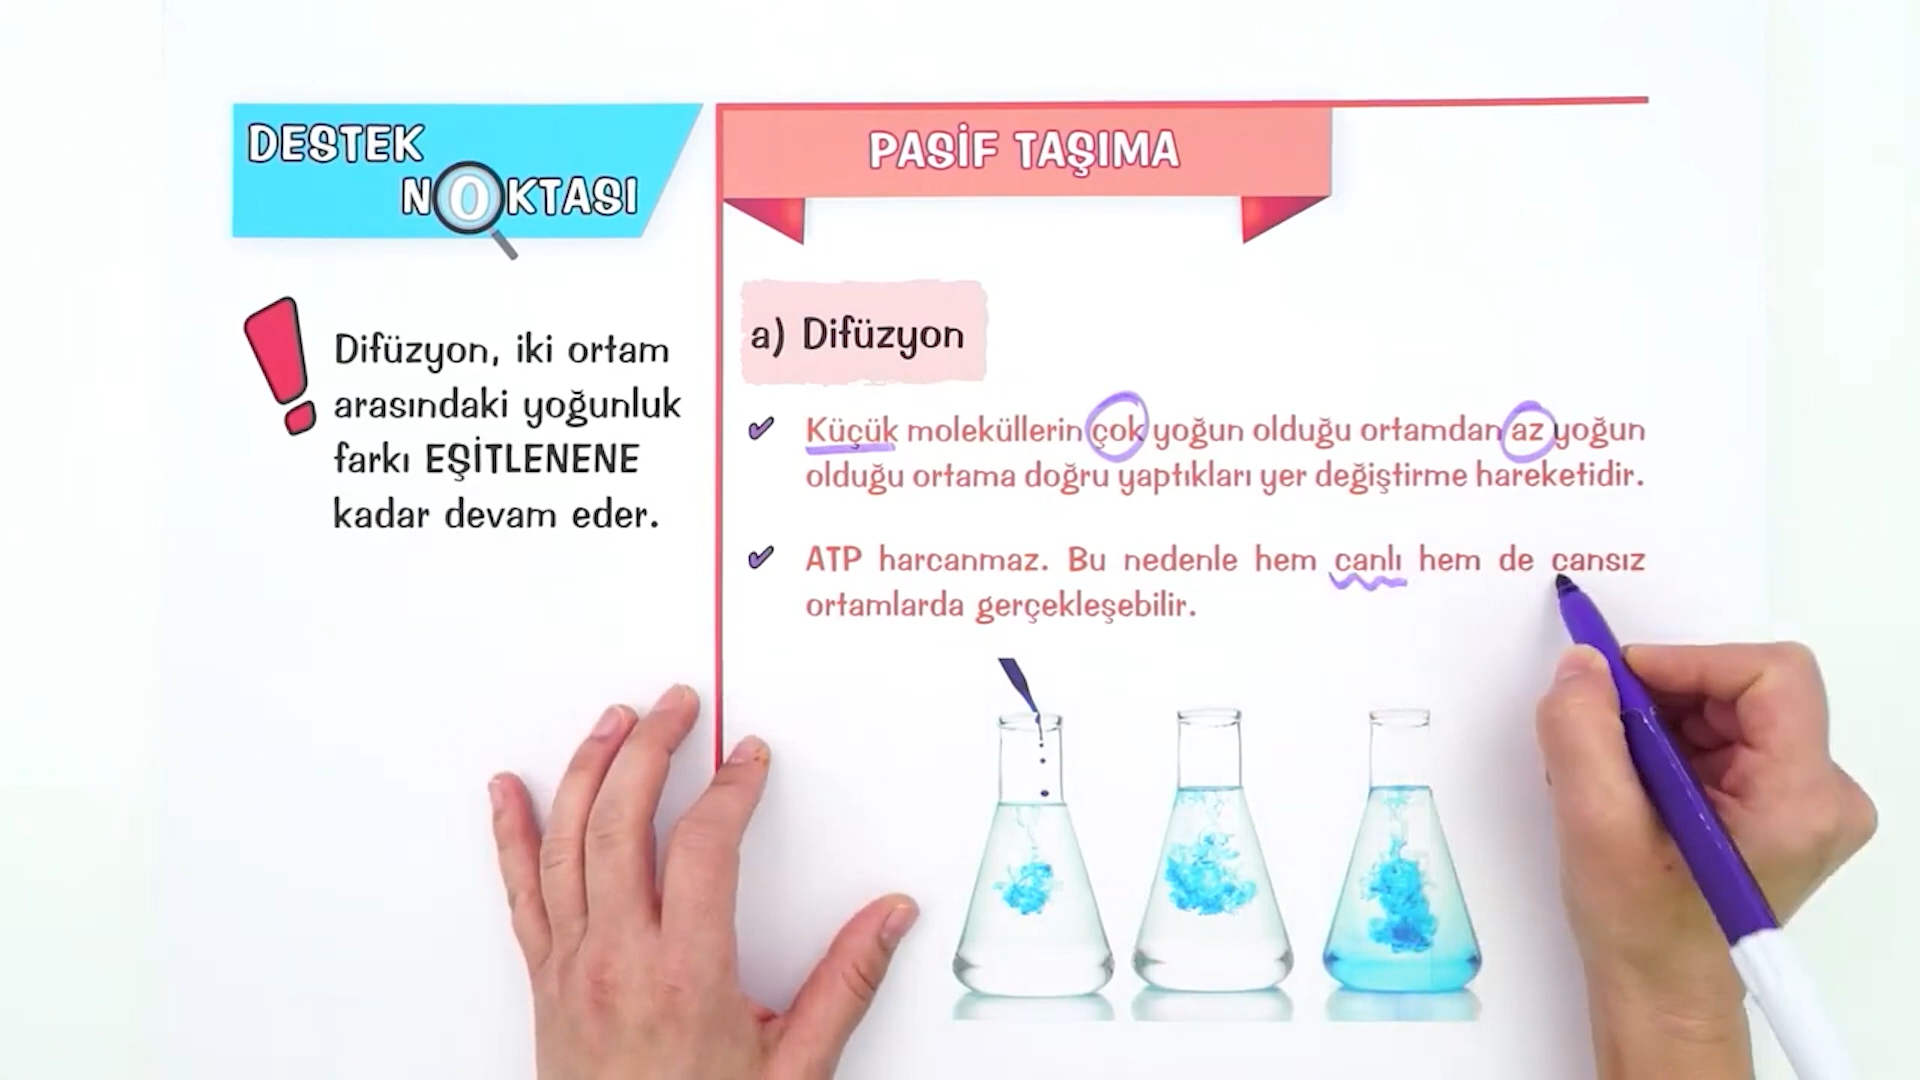 DESTEK
NOKTASI
Difüzyon, iki ortam
arasındaki yoğunluk
farkı EŞİTLENENE
kadar devam eder.
PASİF TAŞIMA
a) Difüzyon
Küçük moleküllerin çok yoğun olduğu ortamdan az yoğun
olduğu ortama doğru yaptıkları yer değiştirme hareketidir.
ATP harcanmaz. Bu nedenle hem canlı hem de cansız
ortamlarda gerçekleşebilir.